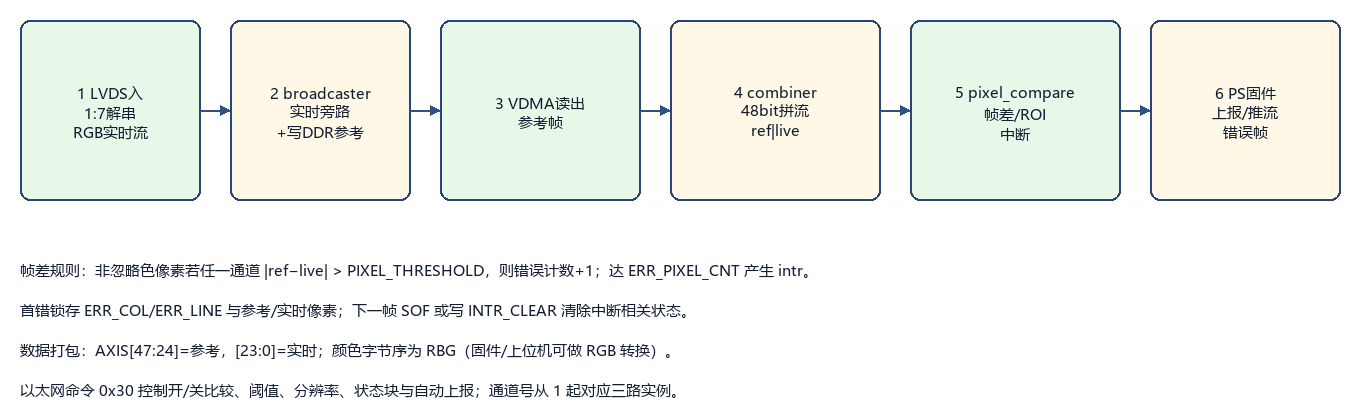 1 LVDS入
1:7解串
RGB实时流
2 broadcaster
实时旁路
+写DDR参考
3 VDMA读出
参考帧
4 combiner
48bit拼流
ref|live
5 pixel_compare
帧差/ROI
中断
6 PS固件
上报/推流
错误帧
帧差规则：非忽略色像素若任一通道 |ref−live| > PIXEL_THRESHOLD，则错误计数+1；达 ERR_PIXEL_CNT 产生 intr。
首错锁存 ERR_COL/ERR_LINE 与参考/实时像素；下一帧 SOF 或写 INTR_CLEAR 清除中断相关状态。
数据打包：AXIS[47:24]=参考，[23:0]=实时；颜色字节序为 RBG（固件/上位机可做 RGB 转换）。
以太网命令 0x30 控制开/关比较、阈值、分辨率、状态块与自动上报；通道号从 1 起对应三路实例。